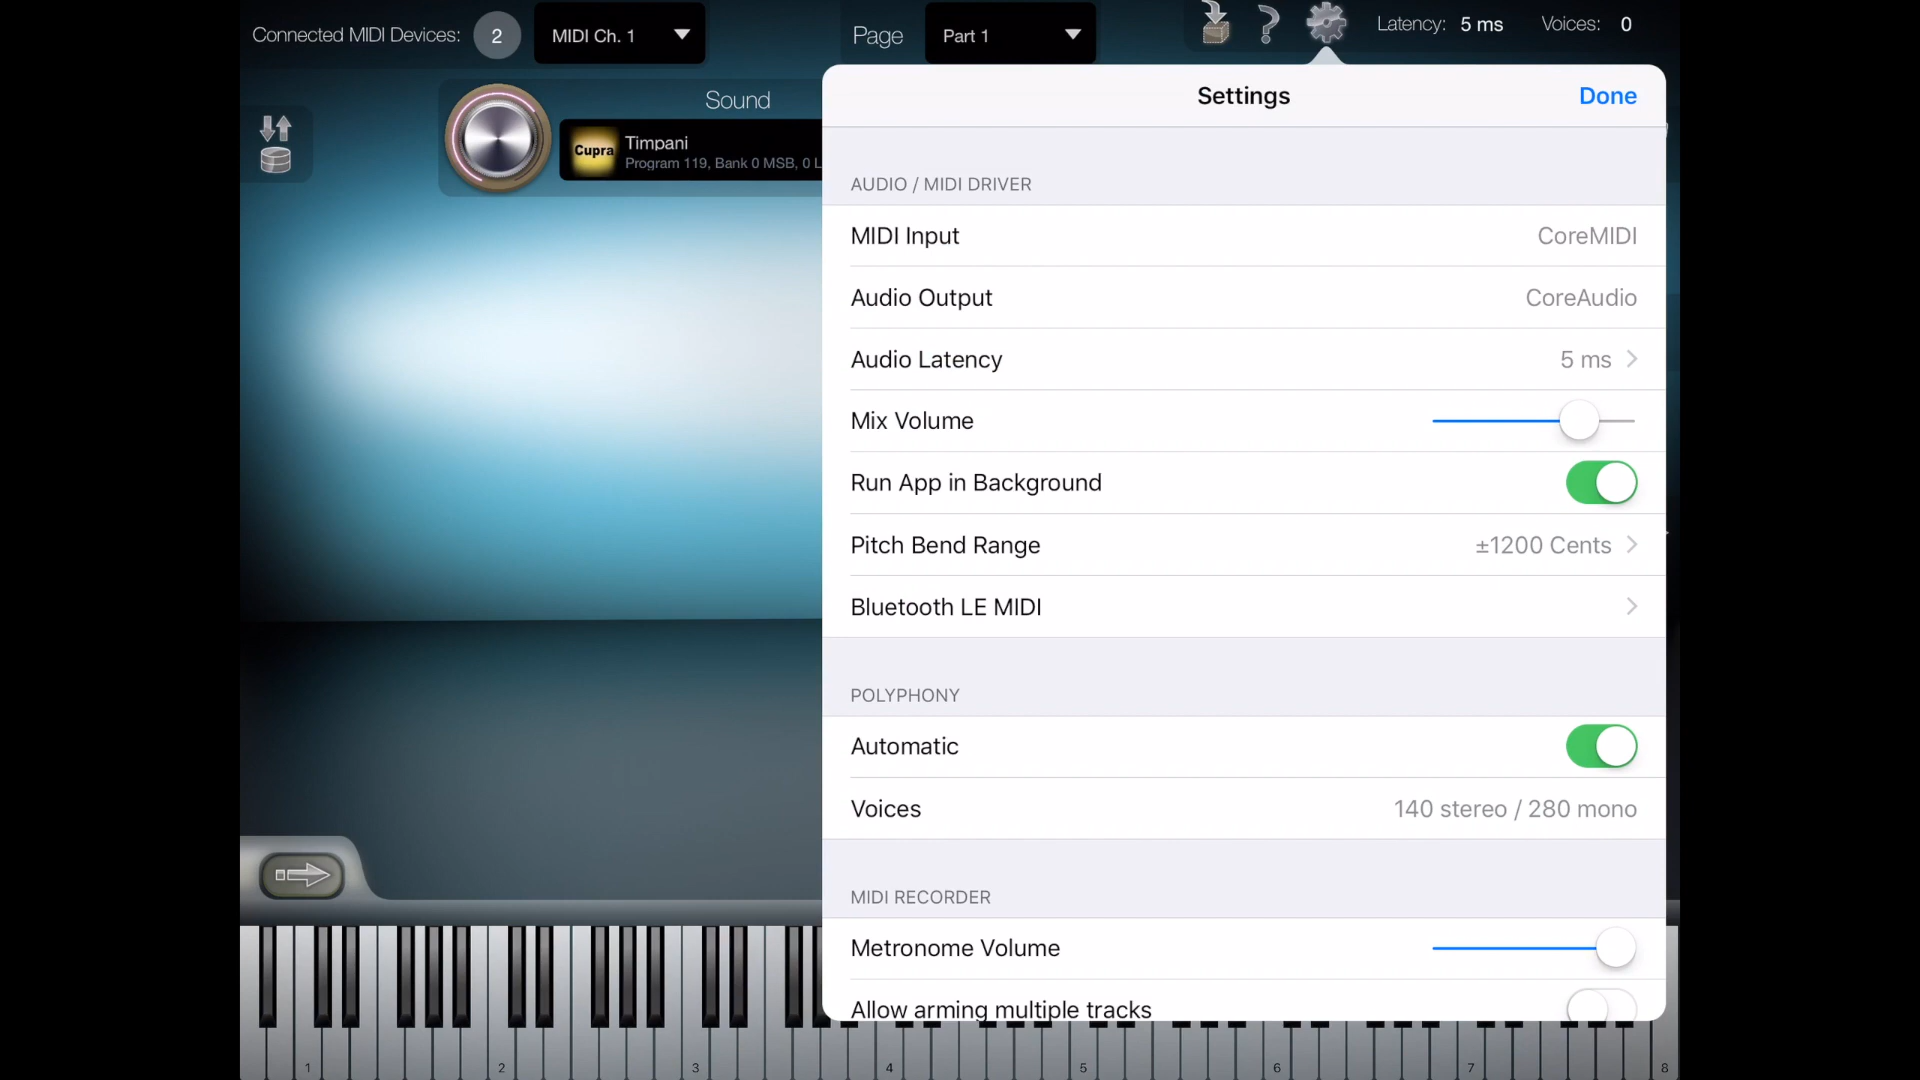 Connected MIDI Devices: 2 MIDI Ch. 1 Page Part 1 ? Latency: 5 ms Voices: 0
Settings Done
Sound
Cupra Timpani
Program 119, Bank 0 MSB, 0 L
AUDIO / MIDI DRIVER
MIDI Input CoreMIDI
Audio Output CoreAudio
Audio Latency 5 ms
Mix Volume
Run App in Background
Pitch Bend Range ±1200 Cents
Bluetooth LE MIDI
POLYPHONY
Automatic
Voices 140 stereo / 280 mono
MIDI RECORDER
Metronome Volume
Allow arming multiple tracks
1 2 3 4 5 6 7 8